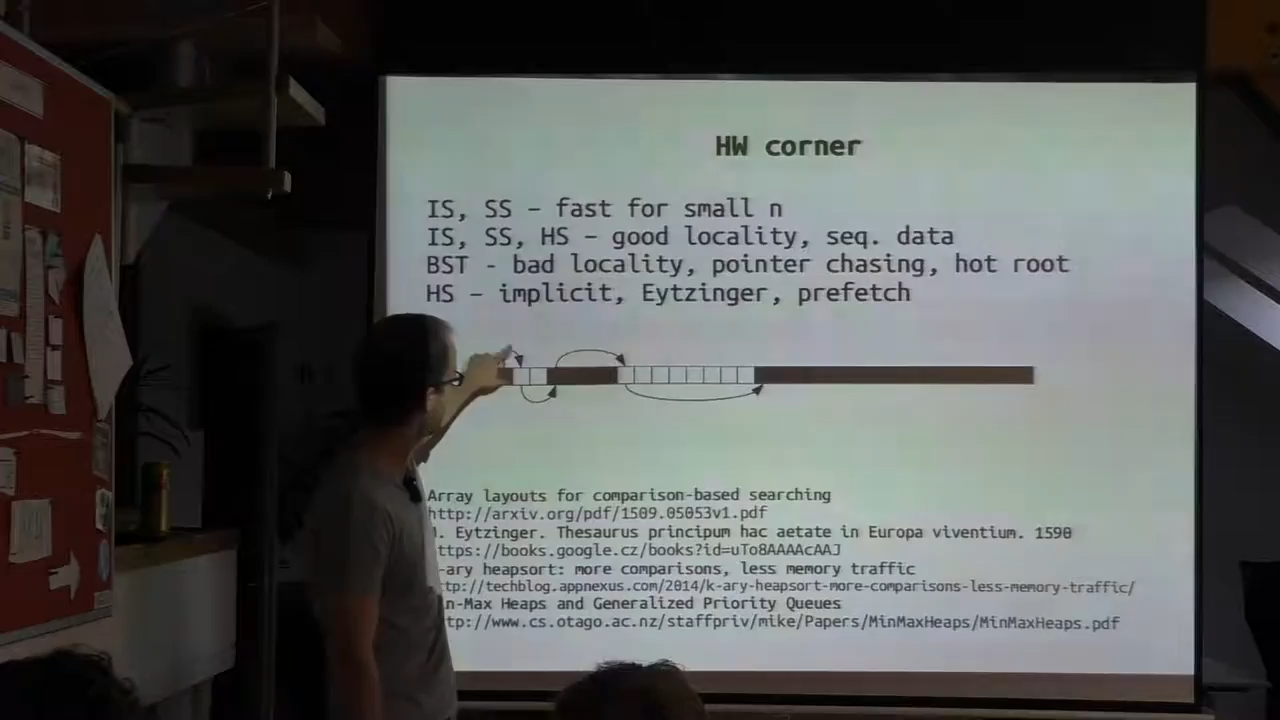 HW corner
IS, SS – fast for small n
IS, SS, HS – good locality, seq. data
BST - bad locality, pointer chasing, hot root
HS – implicit, Eytzinger, prefetch
Array layouts for comparison-based searching
http://arxiv.org/pdf/1509.05053v1.pdf
. Eytzinger. Thesaurus principum hac aetate in Europa viventium. 1590
ttps://books.google.cz/books?id=uTo8AAAAcAAJ
-ary heapsort: more comparisons, less memory traffic
tp://techblog.appnexus.com/2014/k-ary-heapsort-more-comparisons-less-memory-traffic/
n-Max Heaps and Generalized Priority Queues
tp://www.cs.otago.ac.nz/staffpriv/mike/Papers/MinMaxHeaps/MinMaxHeaps.pdf